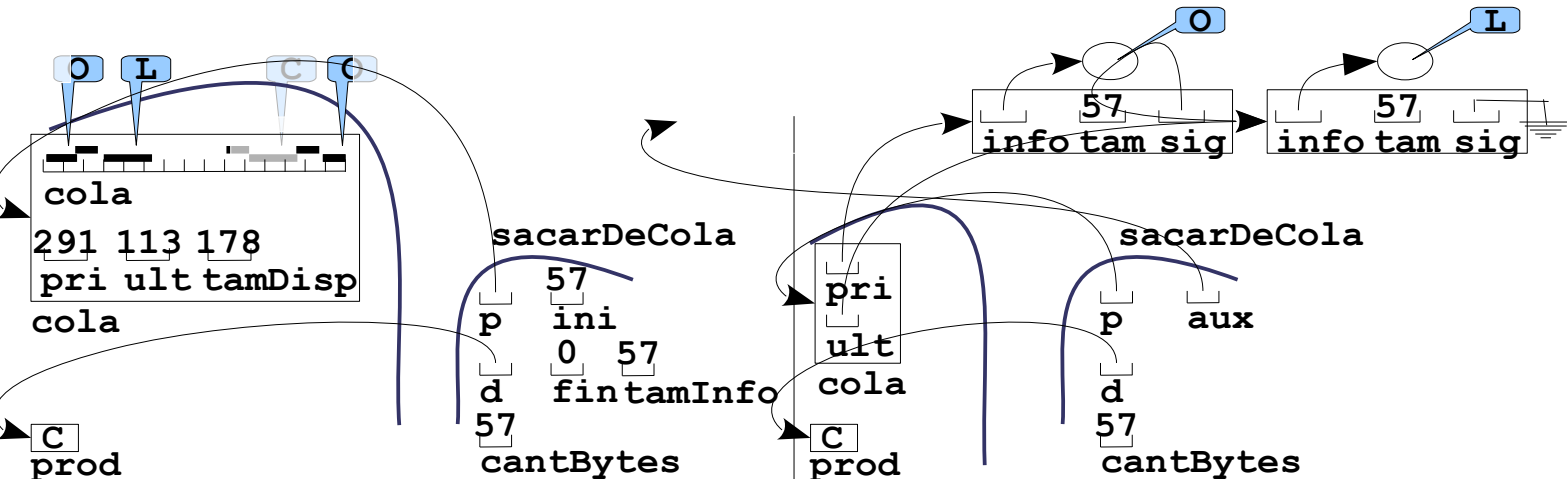 O L C O
cola
291 113 178
pri ult tamDisp
cola
C
prod
sacarDeCola
57
p ini
0 57
d fin tamInfo
57
cantBytes
O L
57 57
info tam sig info tam sig
pri
ult
cola
C
prod
sacarDeCola
p aux
d
57
cantBytes